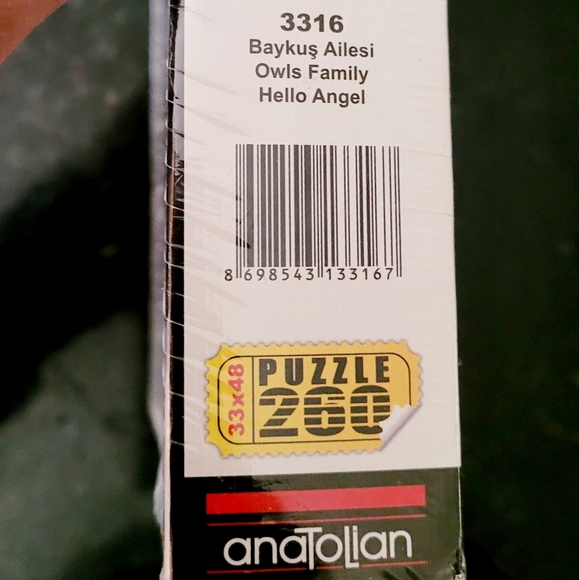 3316
Baykuş Ailesi
Owls Family
Hello Angel
8 698543 133167
33x48
PUZZLE
260
anaTolian